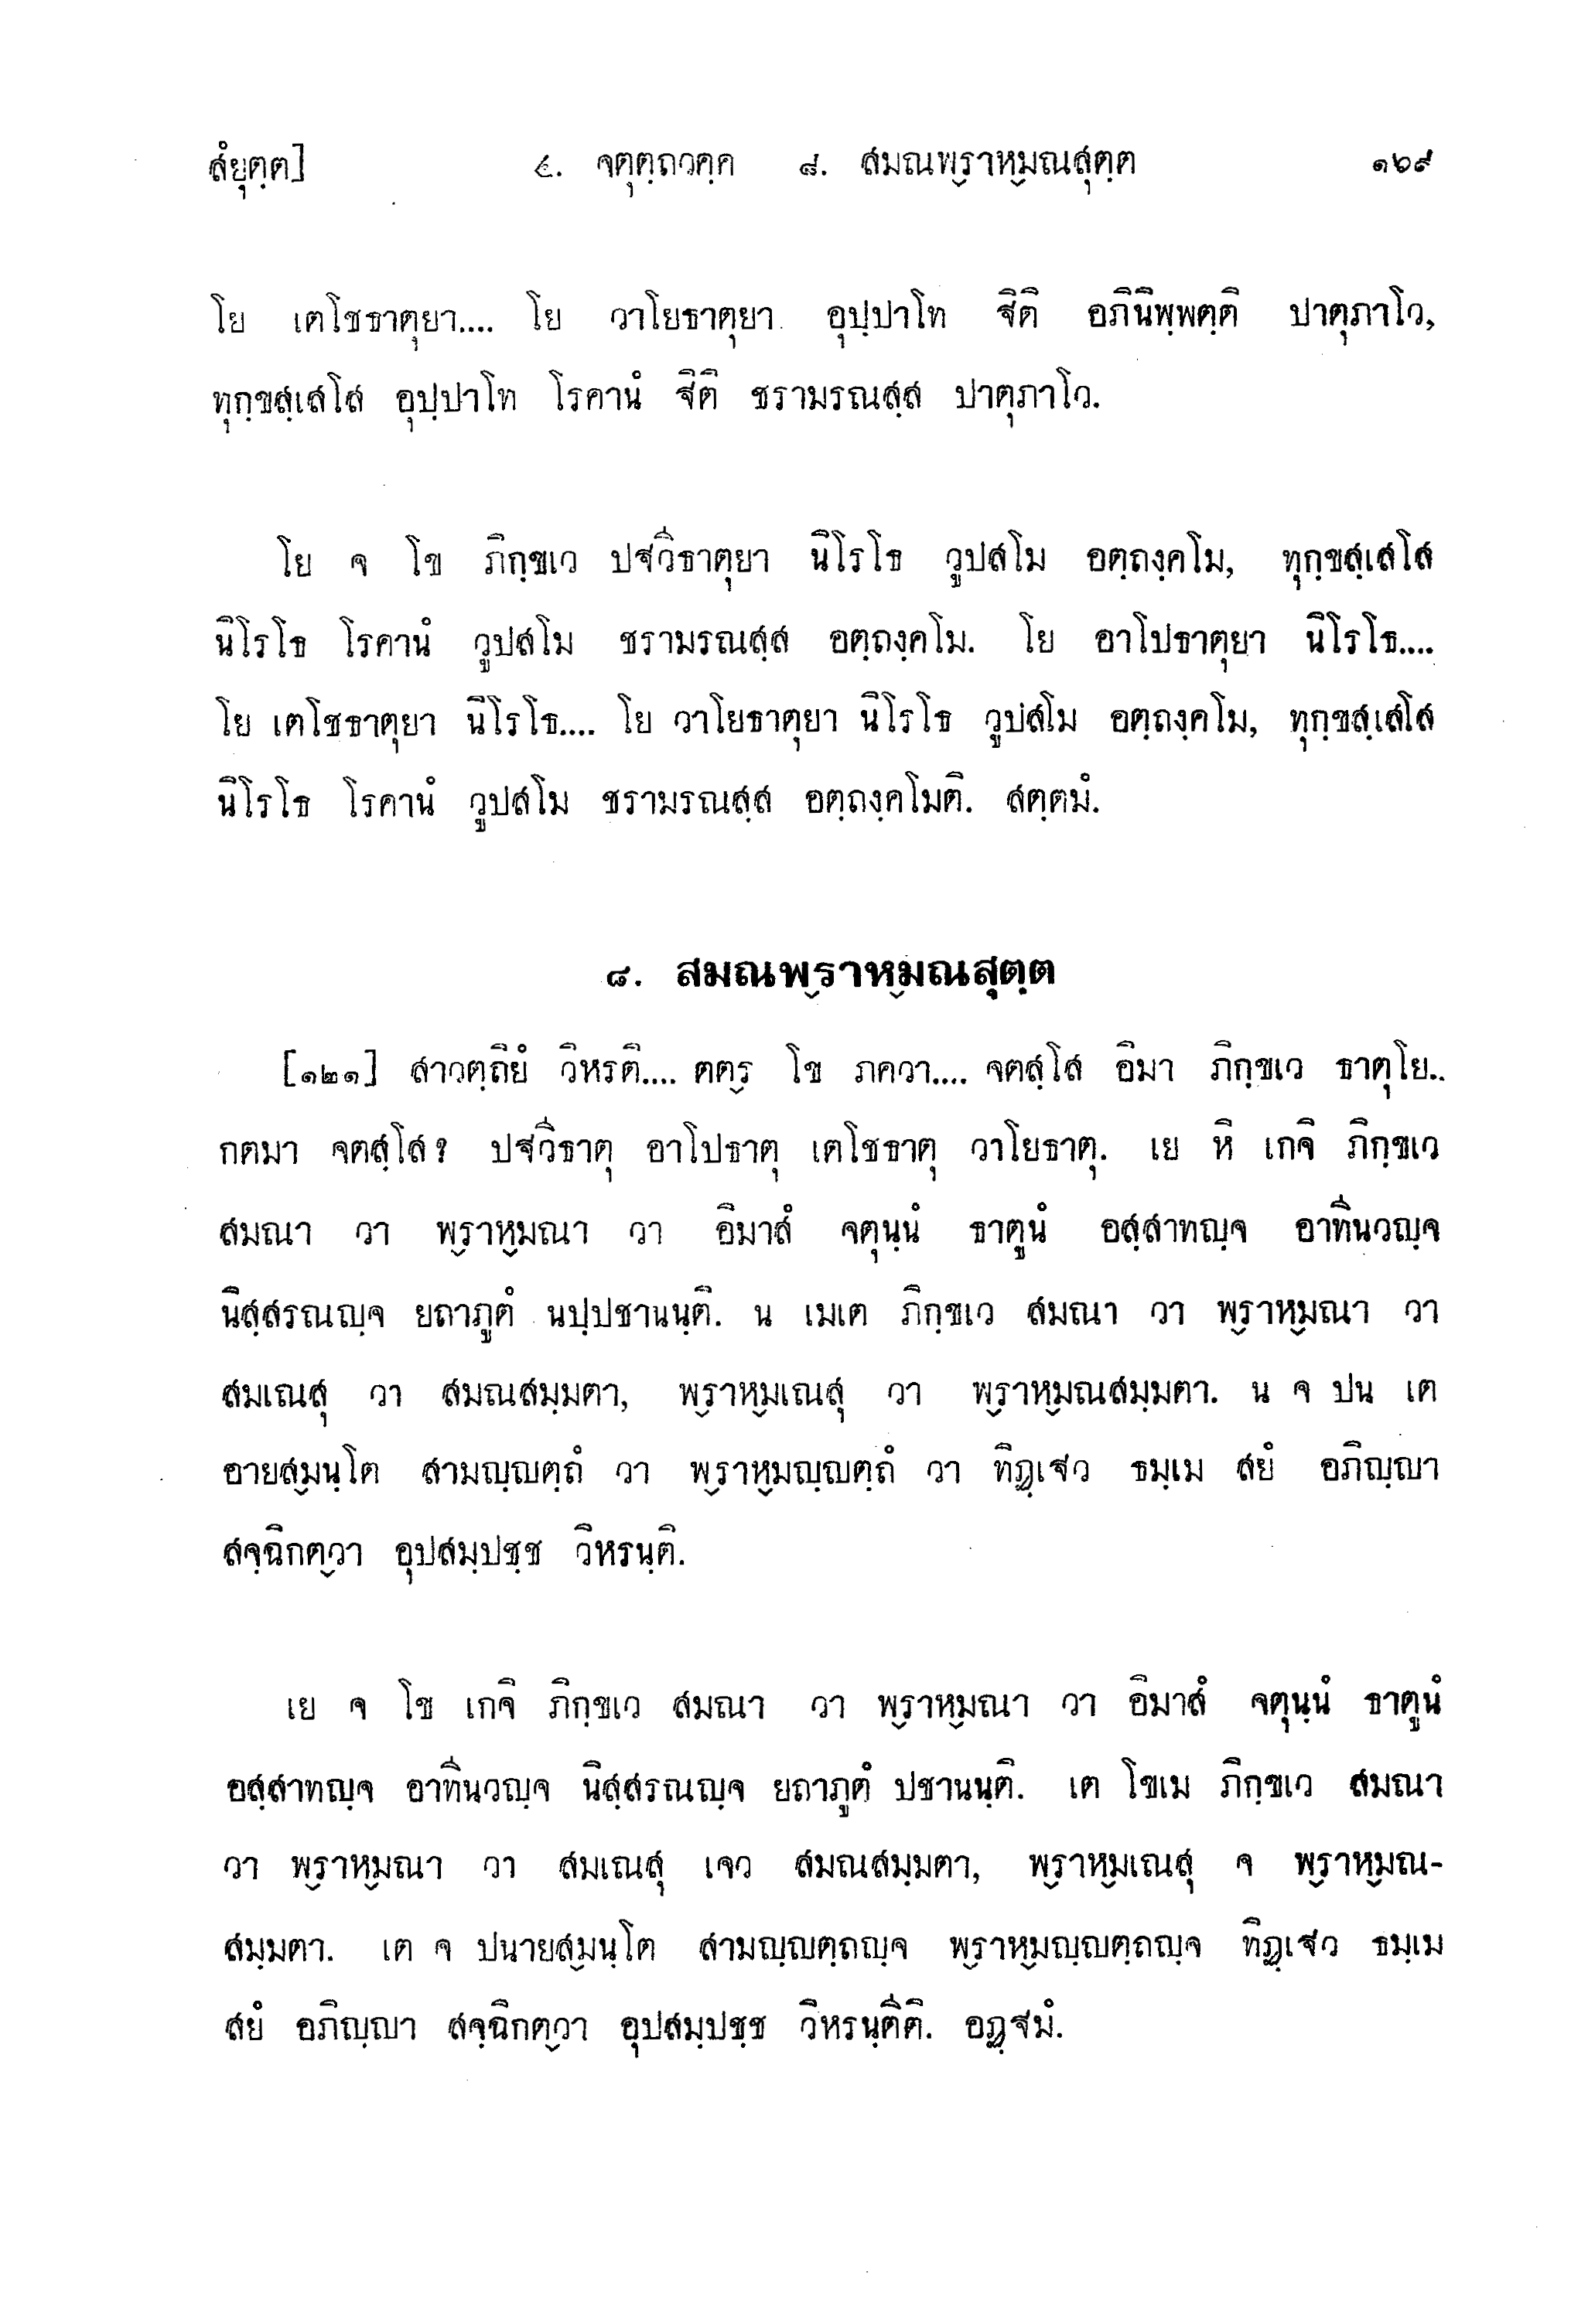 สํยุตฺต] ๔. จตุตฺถวคฺค ๘. สมณพฺราหฺมณสุตฺต ๑๖๙
โย เตโชธาตุยา.... โย วาโยธาตุยา อุปฺปาโท ฐิติ อภินิพฺพตฺติ ปาตุภาโว,
ทุกฺขสฺเสโส อุปฺปาโท โรคานํ ฐิติ ชรามรณสฺส ปาตุภาโว.
โย จ โข ภิกฺขเว ปฐวิธาตุยา นิโรโธ วูปสโม อตฺถงฺคโม, ทุกฺขสฺเสโส
นิโรโธ โรคานํ วูปสโม ชรามรณสฺส อตฺถงฺคโม. โย อาโปธาตุยา นิโรโธ....
โย เตโชธาตุยา นิโรโธ.... โย วาโยธาตุยา นิโรโธ วูปสโม อตฺถงฺคโม, ทุกฺขสฺเสโส
นิโรโธ โรคานํ วูปสโม ชรามรณสฺส อตฺถงฺคโมติ. สตฺตมํ.
๘. สมณพฺราหฺมณสุตฺต
[๑๒๑] สาวตฺถิยํ วิหรติ.... ตตฺร โข ภควา.... จตสฺโส อิมา ภิกฺขเว ธาตุโย..
กตมา จตสฺโส? ปฐวิธาตุ อาโปธาตุ เตโชธาตุ วาโยธาตุ. เย หิ เกจิ ภิกฺขเว
สมณา วา พฺราหฺมณา วา อิมาสํ จตุนฺนํ ธาตูนํ อสฺสาทญฺจ อาทีนวญฺจ
นิสฺสรณญฺจ ยถาภูตํ นปฺปชานนฺติ. น เมเต ภิกฺขเว สมณา วา พฺราหฺมณา วา
สมเณสุ วา สมณสมฺมตา, พฺราหฺมเณสุ วา พฺราหฺมณสมฺมตา. น จ ปน เต
อายสฺมนฺโต สามญฺญตฺถํ วา พฺราหฺมญฺญตฺถํ วา ทิฏฺเฐว ธมฺเม สยํ อภิญฺญา
สจฺฉิกตฺวา อุปสมฺปชฺช วิหรนฺติ.
เย จ โข เกจิ ภิกฺขเว สมณา วา พฺราหฺมณา วา อิมาสํ จตุนฺนํ ธาตูนํ
อสฺสาทญฺจ อาทีนวญฺจ นิสฺสรณญฺจ ยถาภูตํ ปชานนฺติ. เต โขเม ภิกฺขเว สมณา
วา พฺราหฺมณา วา สมเณสุ เจว สมณสมฺมตา, พฺราหฺมเณสุ จ พฺราหฺมณ-
สมฺมตา. เต จ ปนายสฺมนฺโต สามญฺญตฺถญฺจ พฺราหฺมญฺญตฺถญฺจ ทิฏฺเฐว ธมฺเม
สยํ อภิญฺญา สจฺฉิกตฺวา อุปสมฺปชฺช วิหรนฺตีติ. อฏฺฐมํ.